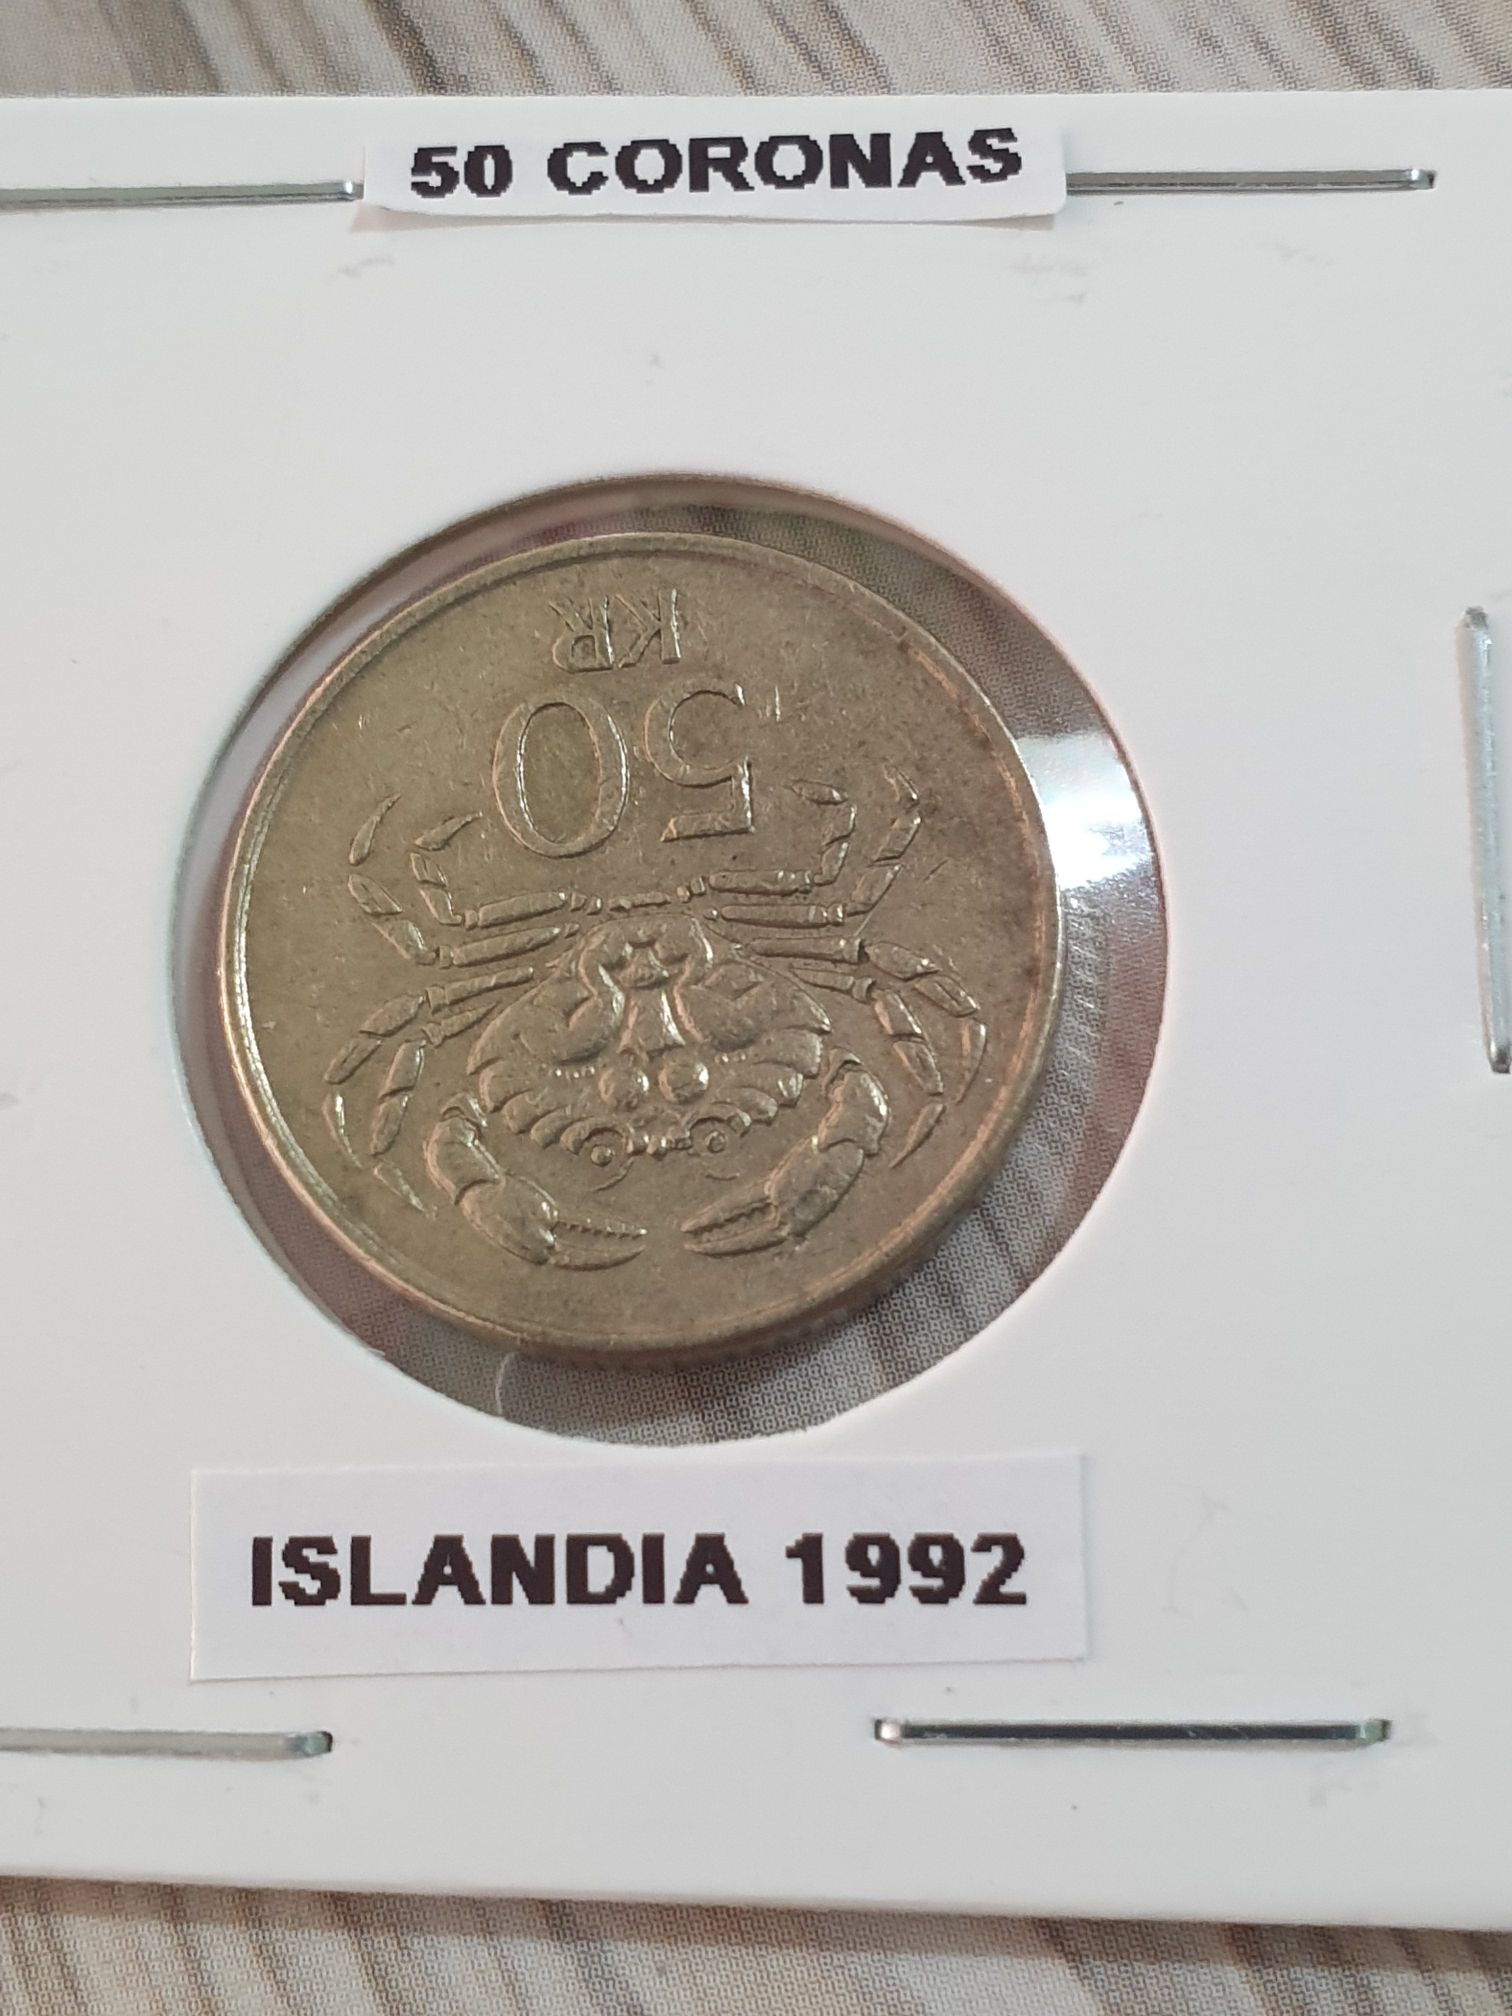 50 CORONAS
50
KR
ISLANDIA 1992